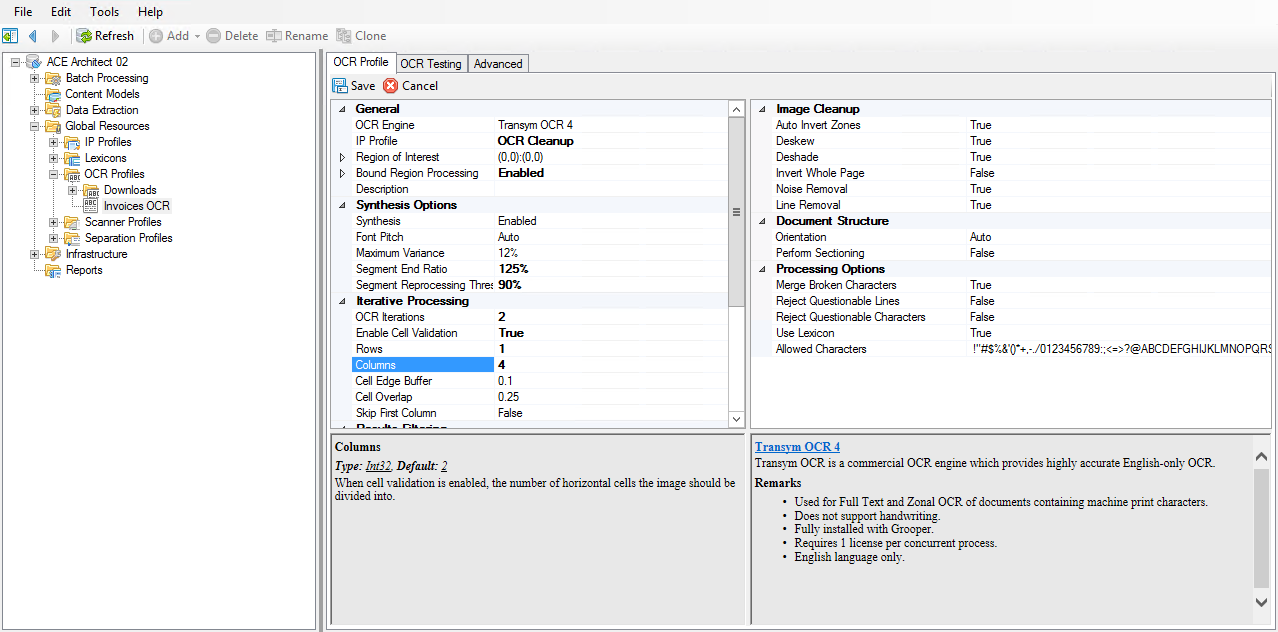 File Edit Tools Help
Refresh Add Delete Rename Clone
ACE Architect 02
Batch Processing
Content Models
Data Extraction
Global Resources
IP Profiles
Lexicons
OCR Profiles
Downloads
Invoices OCR
Scanner Profiles
Separation Profiles
Infrastructure
Reports
OCR Profile OCR Testing Advanced
Save Cancel
General
OCR Engine Transym OCR 4
IP Profile OCR Cleanup
Region of Interest (0,0):(0,0)
Bound Region Processing Enabled
Description
Synthesis Options
Synthesis Enabled
Font Pitch Auto
Maximum Variance 12%
Segment End Ratio 125%
Segment Reprocessing Thres 90%
Iterative Processing
OCR Iterations 2
Enable Cell Validation True
Rows 1
Columns 4
Cell Edge Buffer 0.1
Cell Overlap 0.25
Skip First Column False
Results Filtering
Image Cleanup
Auto Invert Zones True
Deskew True
Deshade True
Invert Whole Page False
Noise Removal True
Line Removal True
Document Structure
Orientation Auto
Perform Sectioning False
Processing Options
Merge Broken Characters True
Reject Questionable Lines False
Reject Questionable Characters False
Use Lexicon True
Allowed Characters !"#$%&'()*+,-./0123456789:;<=>?@ABCDEFGHIJKLMNOPQRS
Columns
Type: Int32, Default: 2
When cell validation is enabled, the number of horizontal cells the image should be
divided into.
Transym OCR 4
Transym OCR is a commercial OCR engine which provides highly accurate English-only OCR.
Remarks
• Used for Full Text and Zonal OCR of documents containing machine print characters.
• Does not support handwriting.
• Fully installed with Grooper.
• Requires 1 license per concurrent process.
• English language only.